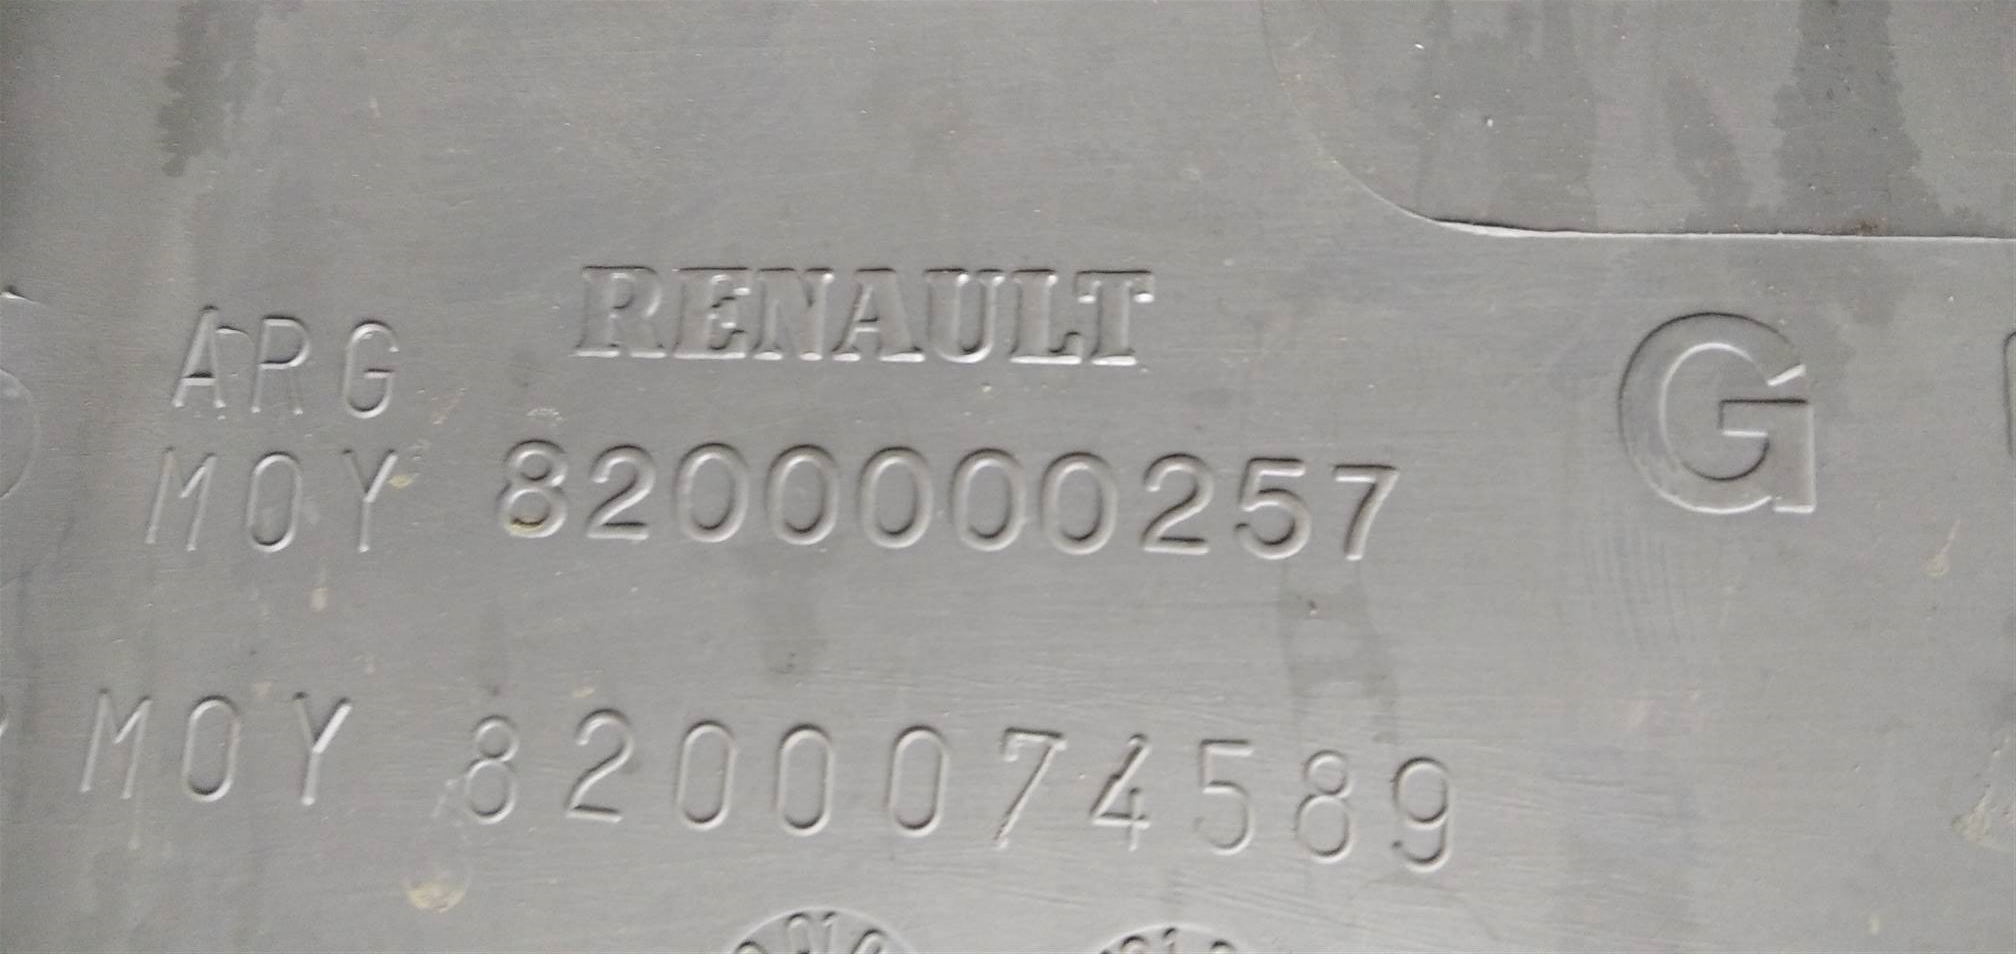 RENAULT
ARG
G
MOY 8200000257
MOY 8200074589